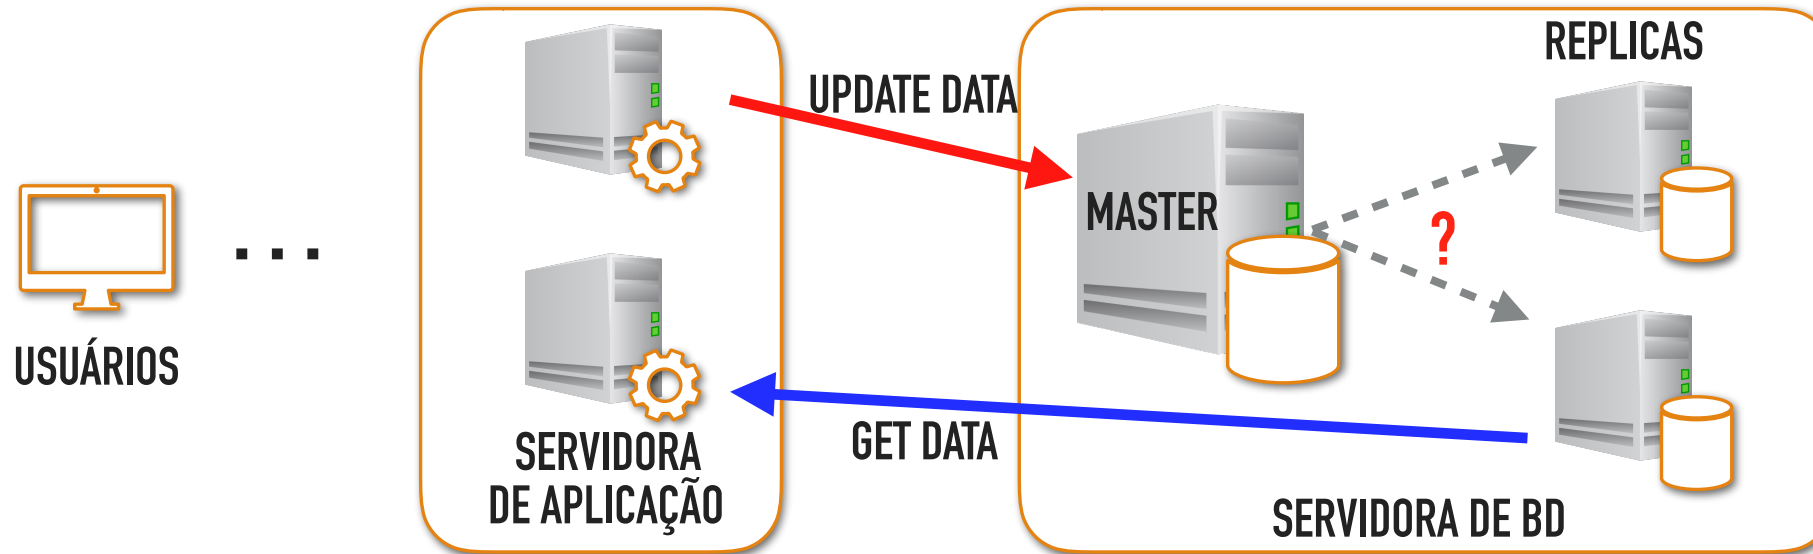 REPLICAS
UPDATE DATA
MASTER
?
...
USUÁRIOS
GET DATA
SERVIDORA
DE APLICAÇÃO
SERVIDORA DE BD